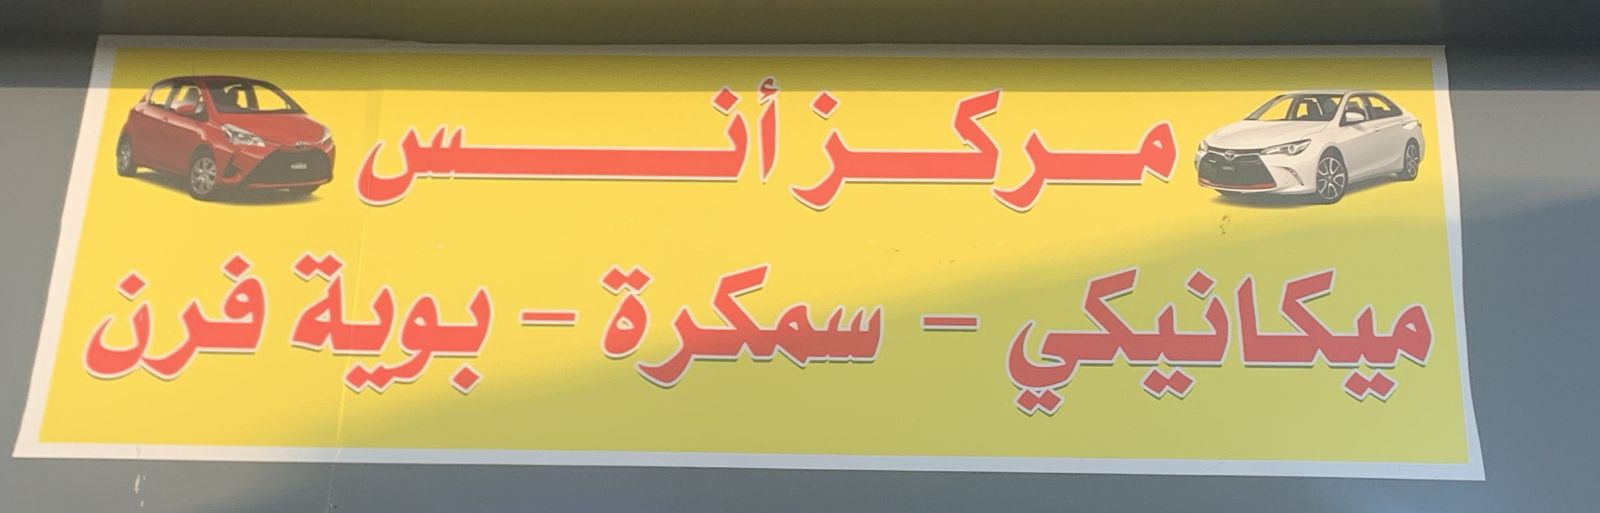 مركز أنس
ميكانيكي - سمكرة - بوية فرن